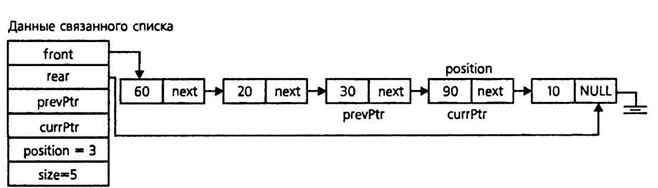 Данные связанного списка
front
rear
prevPtr
currPtr
position = 3
size=5
position
60 next 20 next 30 next 90 next 10 NULL
prevPtr currPtr